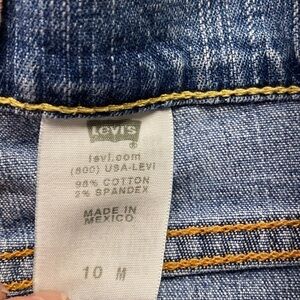 Levi's
levi.com
(800) USA-LEVI
98% COTTON
2% SPANDEX
MADE IN
MEXICO
10 M